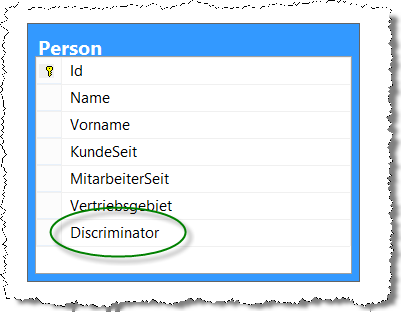 Person
Id
Name
Vorname
KundeSeit
MitarbeiterSeit
Vertriebsgebiet
Discriminator